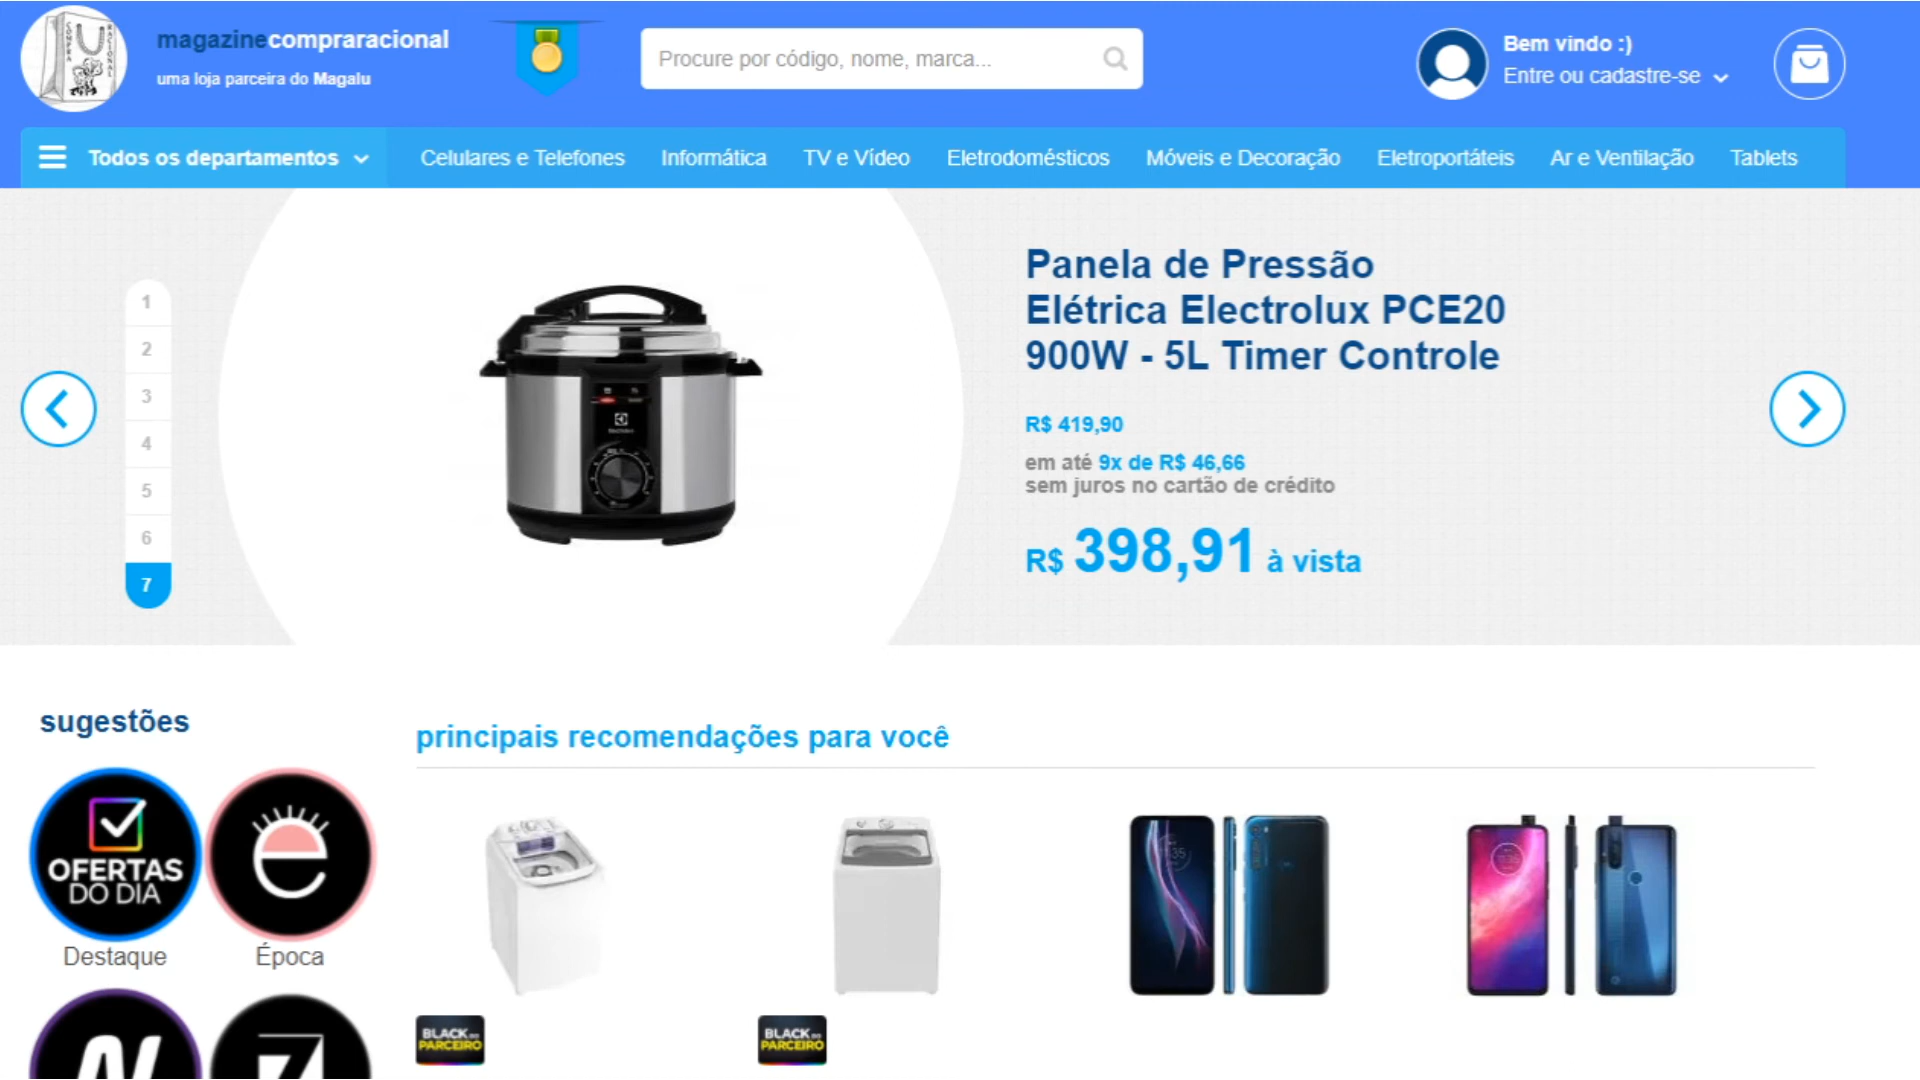 COMPRA
RACIONAL
magazinecompraracional
uma loja parceira do Magalu
Procure por código, nome, marca...
Bem vindo :)
Entre ou cadastre-se
Todos os departamentos
Celulares e Telefones
Informática
TV e Vídeo
Eletrodomésticos
Móveis e Decoração
Eletroportáteis
Ar e Ventilação
Tablets
1
2
3
4
5
6
7
Panela de Pressão
Elétrica Electrolux PCE20
900W - 5L Timer Controle
R$ 419,90
em até 9x de R$ 46,66
sem juros no cartão de crédito
R$ 398,91 à vista
sugestões
OFERTAS
DO DIA
Destaque
e
Época
principais recomendações para você
BLACK
PARCEIRO
BLACK
PARCEIRO